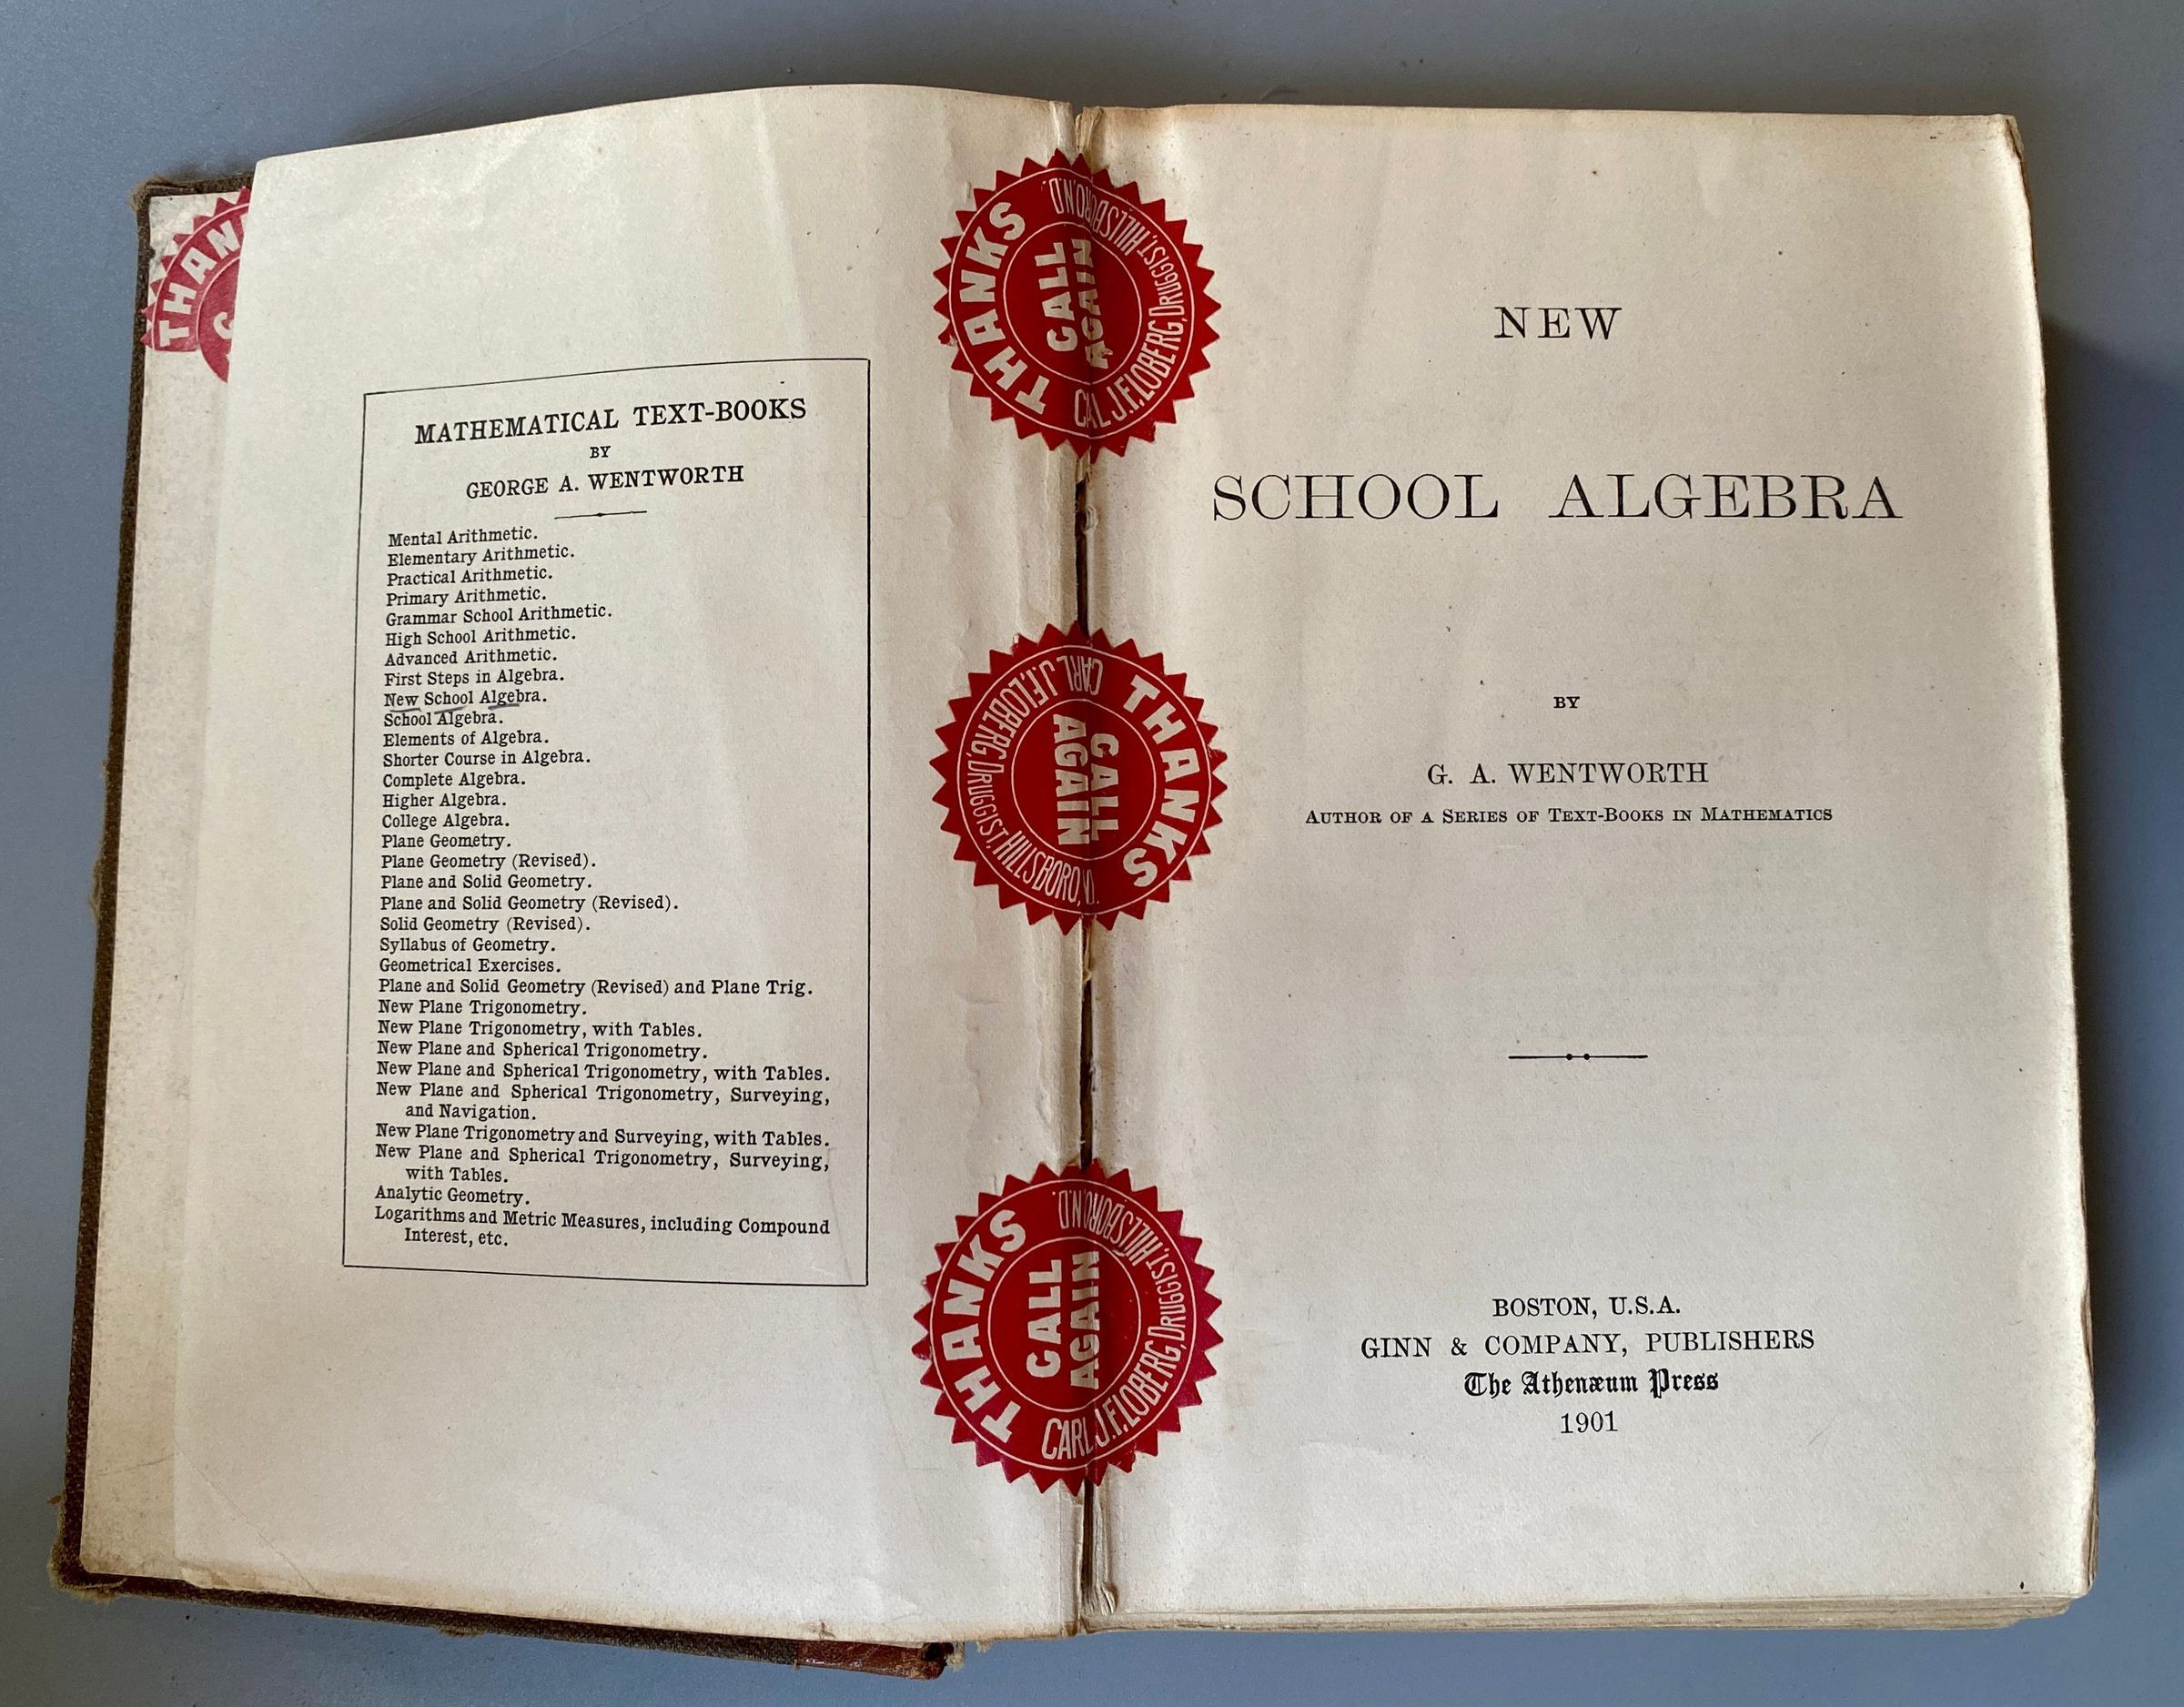 THAN
MATHEMATICAL TEXT-BOOKS
BY
GEORGE A. WENTWORTH
Mental Arithmetic.
Elementary Arithmetic.
Practical Arithmetic.
Primary Arithmetic.
Grammar School Arithmetic.
High School Arithmetic.
Advanced Arithmetic.
First Steps in Algebra.
New School Algebra.
School Algebra.
Elements of Algebra.
Shorter Course in Algebra.
Complete Algebra.
Higher Algebra.
College Algebra.
Plane Geometry.
Plane Geometry (Revised).
Plane and Solid Geometry.
Plane and Solid Geometry (Revised).
Solid Geometry (Revised).
Syllabus of Geometry.
Geometrical Exercises.
Plane and Solid Geometry (Revised) and Plane Trig.
New Plane Trigonometry.
New Plane Trigonometry, with Tables.
New Plane and Spherical Trigonometry.
New Plane and Spherical Trigonometry, with Tables.
New Plane and Spherical Trigonometry, Surveying,
and Navigation.
New Plane Trigonometry and Surveying, with Tables.
New Plane and Spherical Trigonometry, Surveying,
with Tables.
Analytic Geometry.
Logarithms and Metric Measures, including Compound
Interest, etc.
THANKS
CALL
AGAIN
CARL J.F. LOBERG, DRUGGIST, HILLSBORO, N.D.
THANKS
CALL
AGAIN
CARL J.F. LOBERG, DRUGGIST, HILLSBORO, N.D.
THANKS
CALL
AGAIN
CARL J.F. LOBERG, DRUGGIST, HILLSBORO, N.D.
NEW
SCHOOL ALGEBRA
BY
G. A. WENTWORTH
AUTHOR OF A SERIES OF TEXT-BOOKS IN MATHEMATICS
BOSTON, U.S.A.
GINN & COMPANY, PUBLISHERS
The Athenæum Press
1901